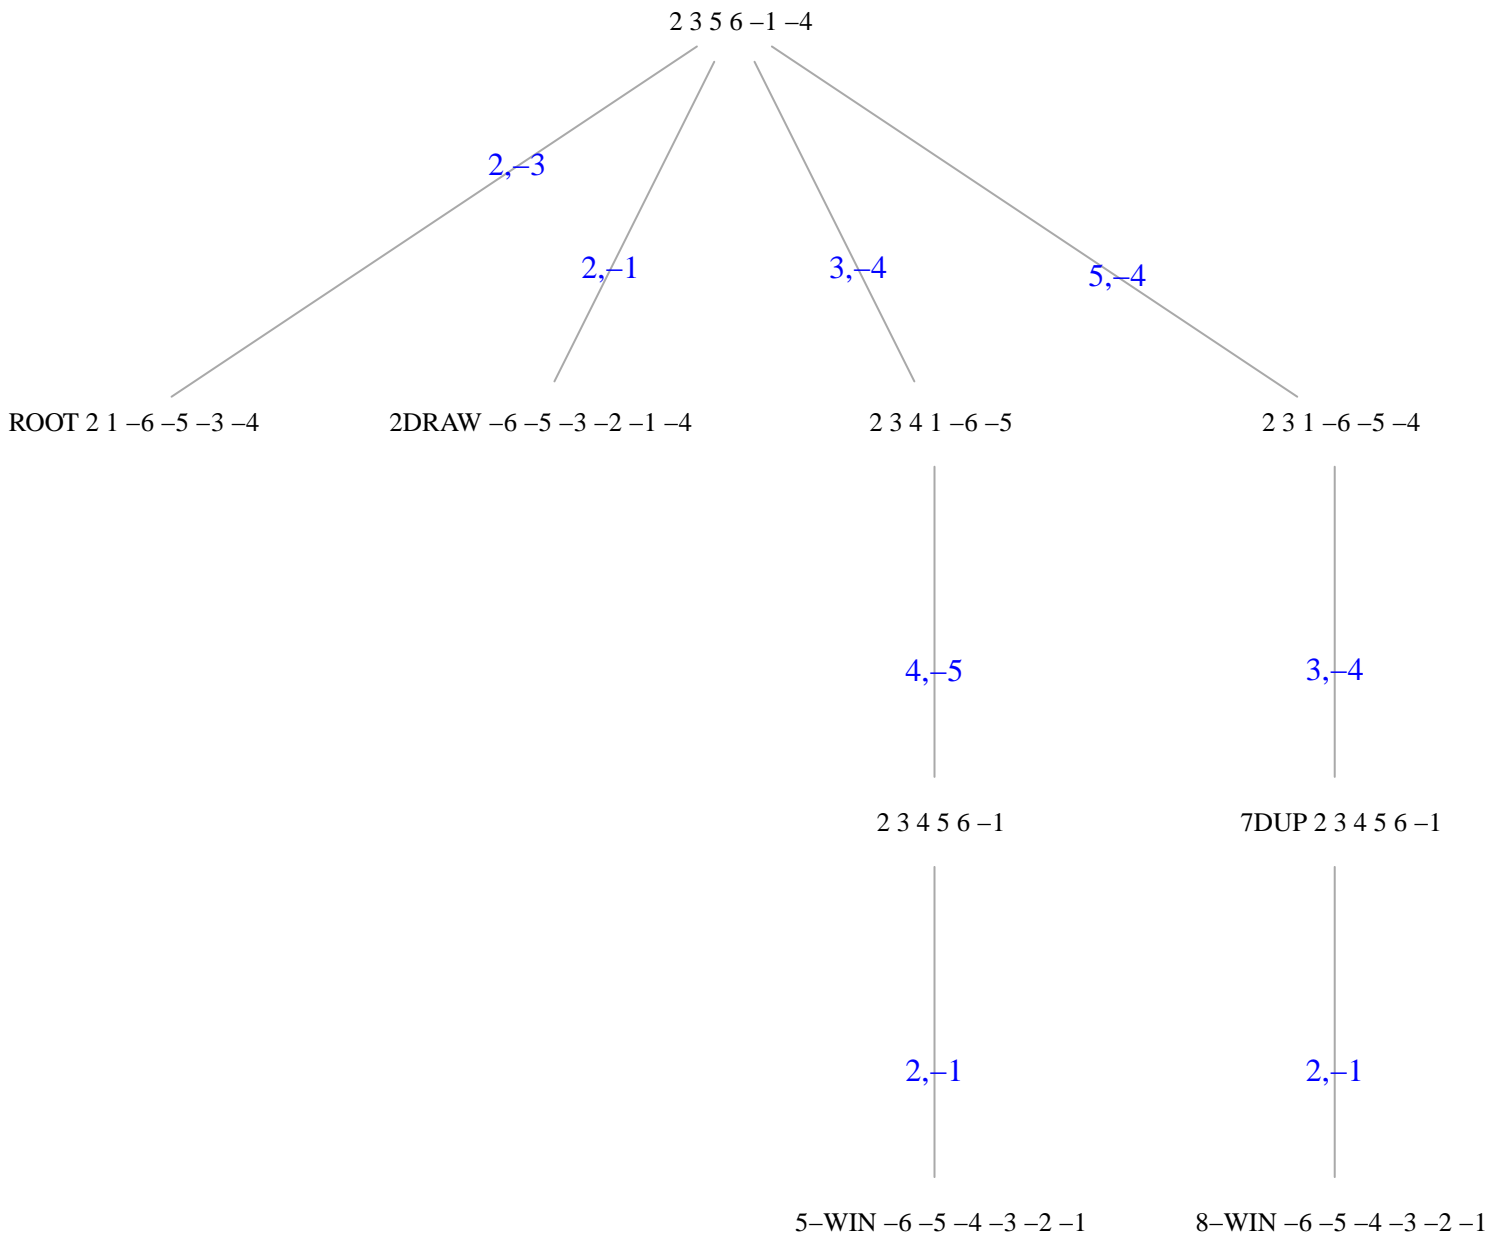 2 3 5 6 –1 –4
2,–3
2,–1
3,–4
5,–4
ROOT 2 1 –6 –5 –3 –4
2DRAW –6 –5 –3 –2 –1 –4
2 3 4 1 –6 –5
2 3 1 –6 –5 –4
4,–5
3,–4
2 3 4 5 6 –1
7DUP 2 3 4 5 6 –1
2,–1
2,–1
5–WIN –6 –5 –4 –3 –2 –1
8–WIN –6 –5 –4 –3 –2 –1